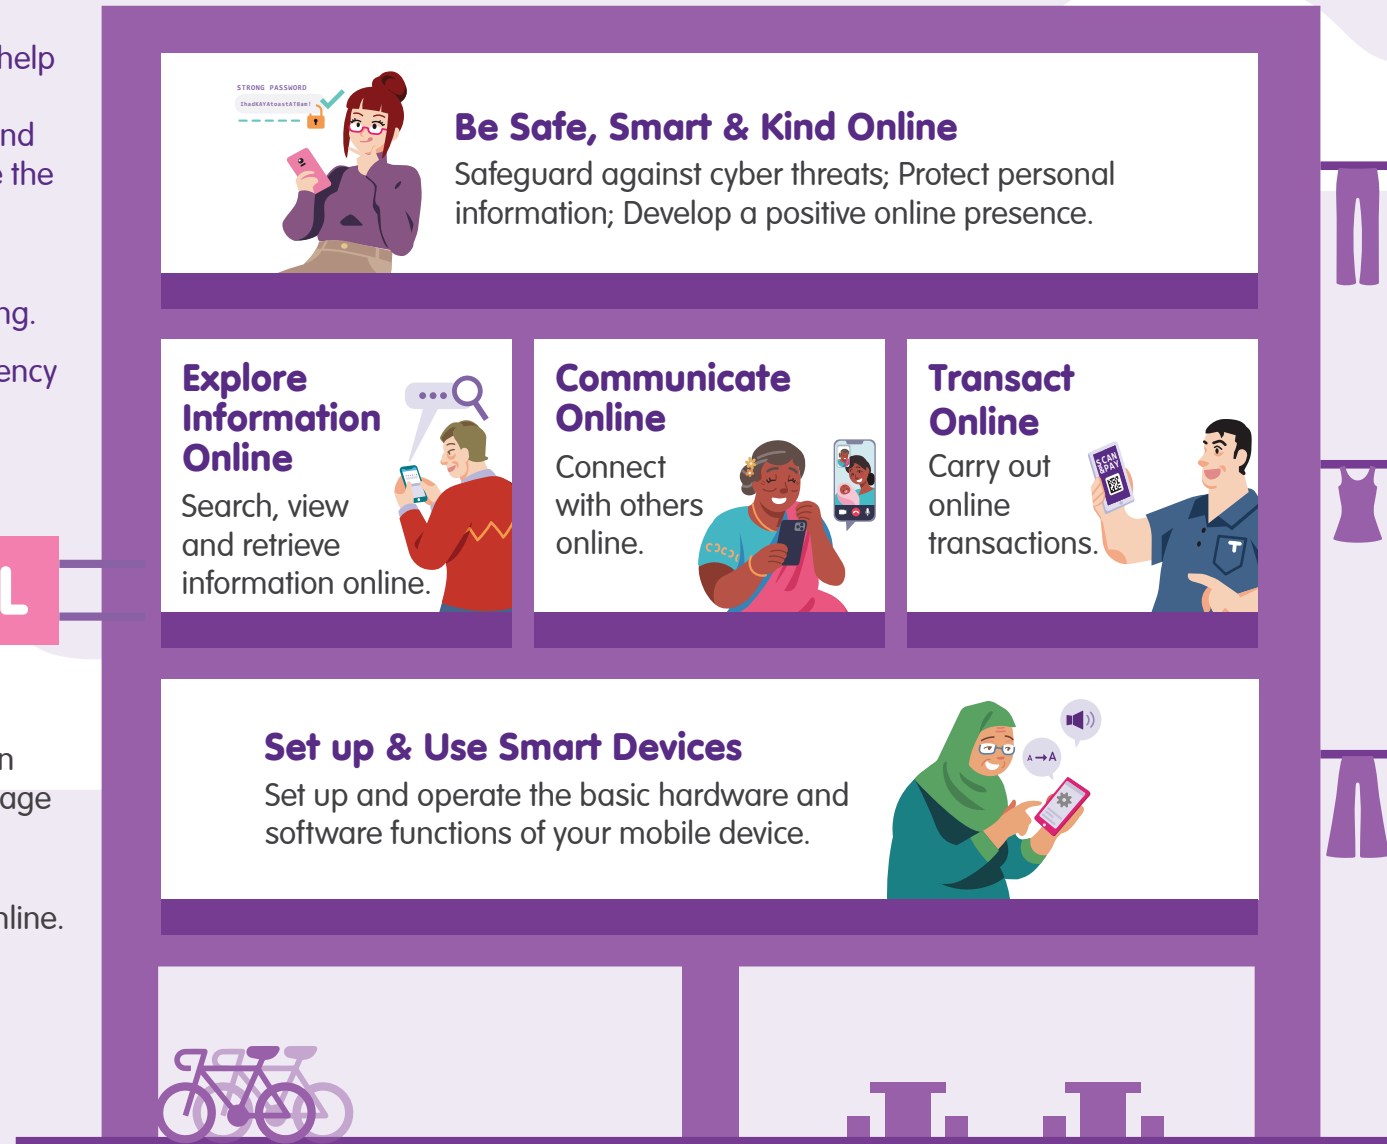 help
nd
e the
ng.
ency
L
n
age
nline.
STRONG PASSWORD
IhadKAYAtoastAT8am!
Be Safe, Smart & Kind Online
Safeguard against cyber threats; Protect personal
information; Develop a positive online presence.
Explore
Information
Online
Search, view
and retrieve
information online.
Communicate
Online
Connect
with others
online.
Transact
Online
Carry out
online
transactions.
SCAN
&PAY
T
Set up & Use Smart Devices
Set up and operate the basic hardware and
software functions of your mobile device.
A→A